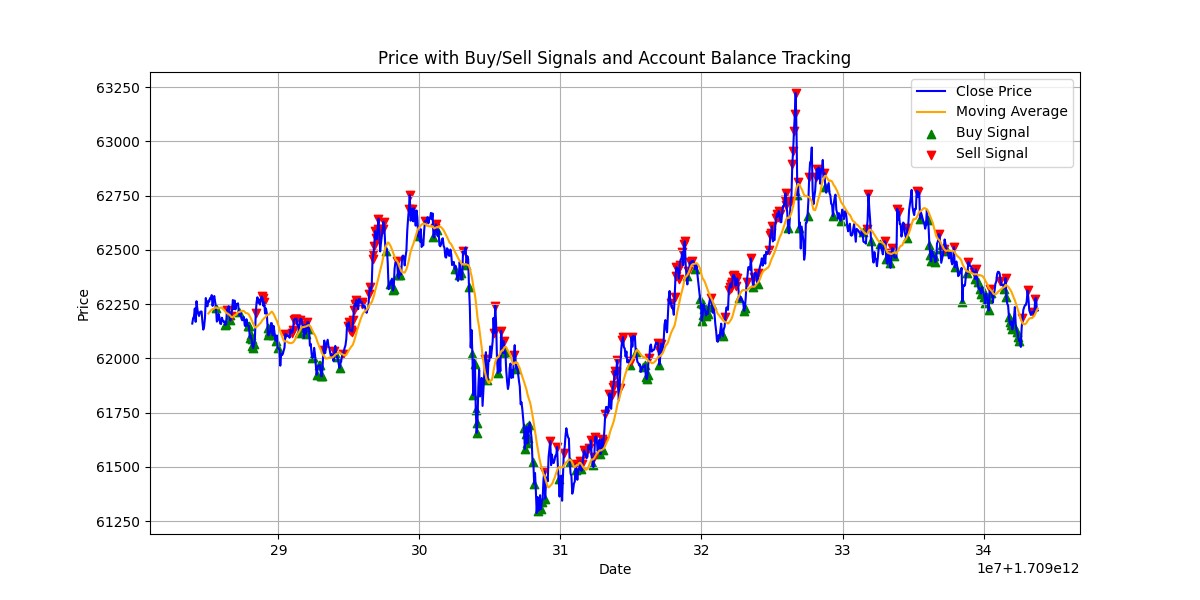 Price with Buy/Sell Signals and Account Balance Tracking
63250
63000
62750
62500
62250
62000
61750
61500
61250
Price
Close Price
Moving Average
Buy Signal
Sell Signal
29 30 31 32 33 34
Date
1e7+1.709e12